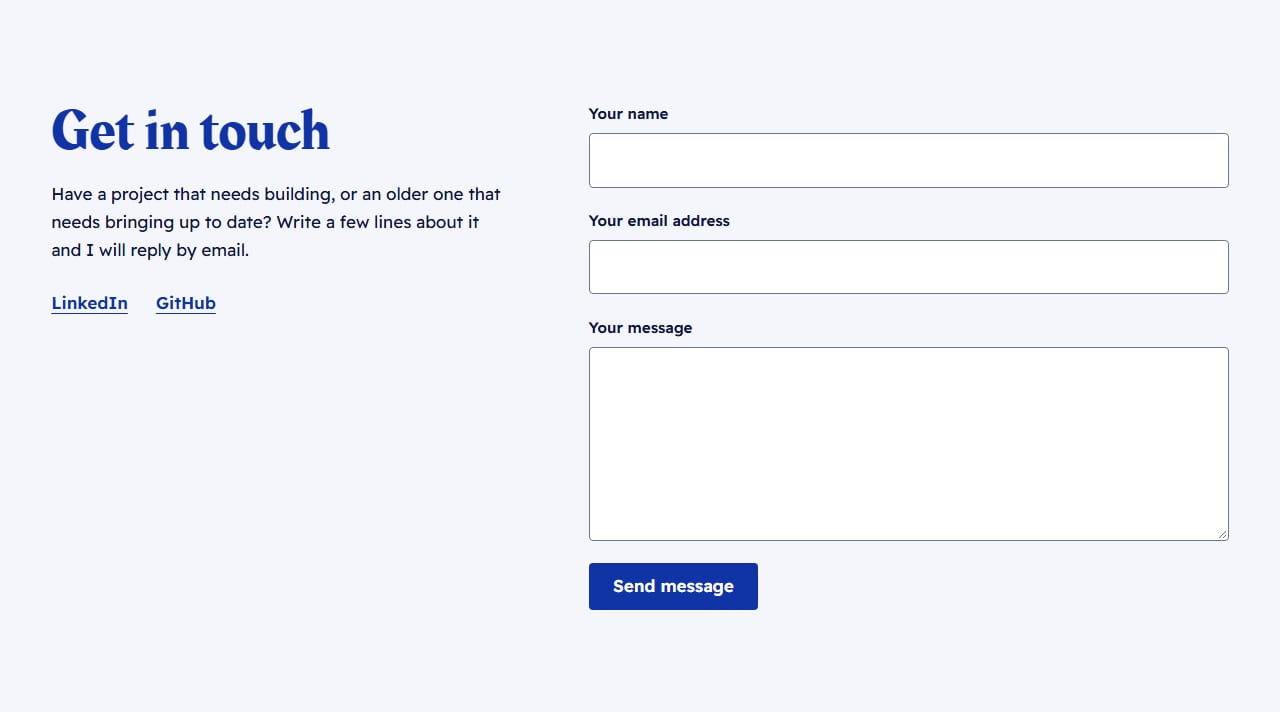 Get in touch
Have a project that needs building, or an older one that
needs bringing up to date? Write a few lines about it
and I will reply by email.
LinkedIn GitHub
Your name
Your email address
Your message
Send message